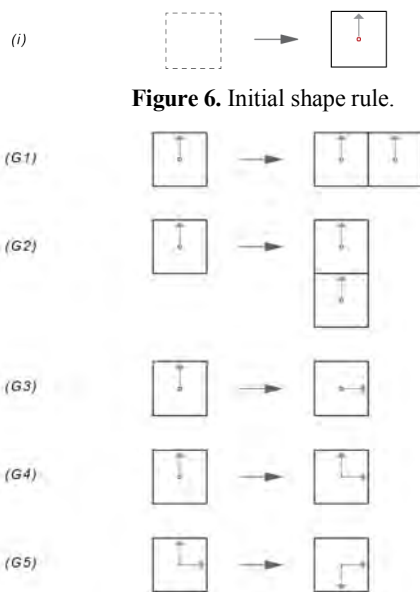 (i)
Figure 6. Initial shape rule.
(G1)
(G2)
(G3)
(G4)
(G5)